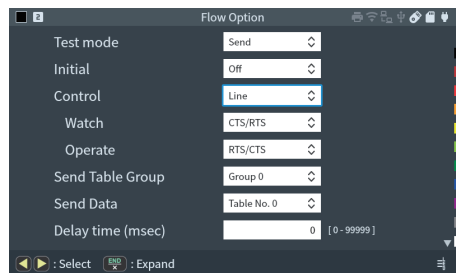 2 Flow Option
Test mode Send
Initial Off
Control Line
Watch CTS/RTS
Operate RTS/CTS
Send Table Group Group 0
Send Data Table No. 0
Delay time (msec) 0 [ 0 - 99999 ]
: Select END × : Expand